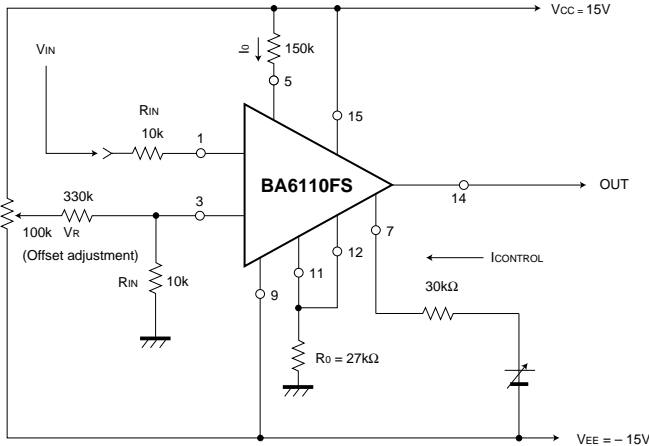 VCC = 15V
I0
150k
VIN
5
15
RIN
10k
1
BA6110FS
OUT
14
330k
3
100k
VR
7
(Offset adjustment)
12
ICONTROL
11
RIN
10k
9
30kΩ
R0 = 27kΩ
VEE = – 15V